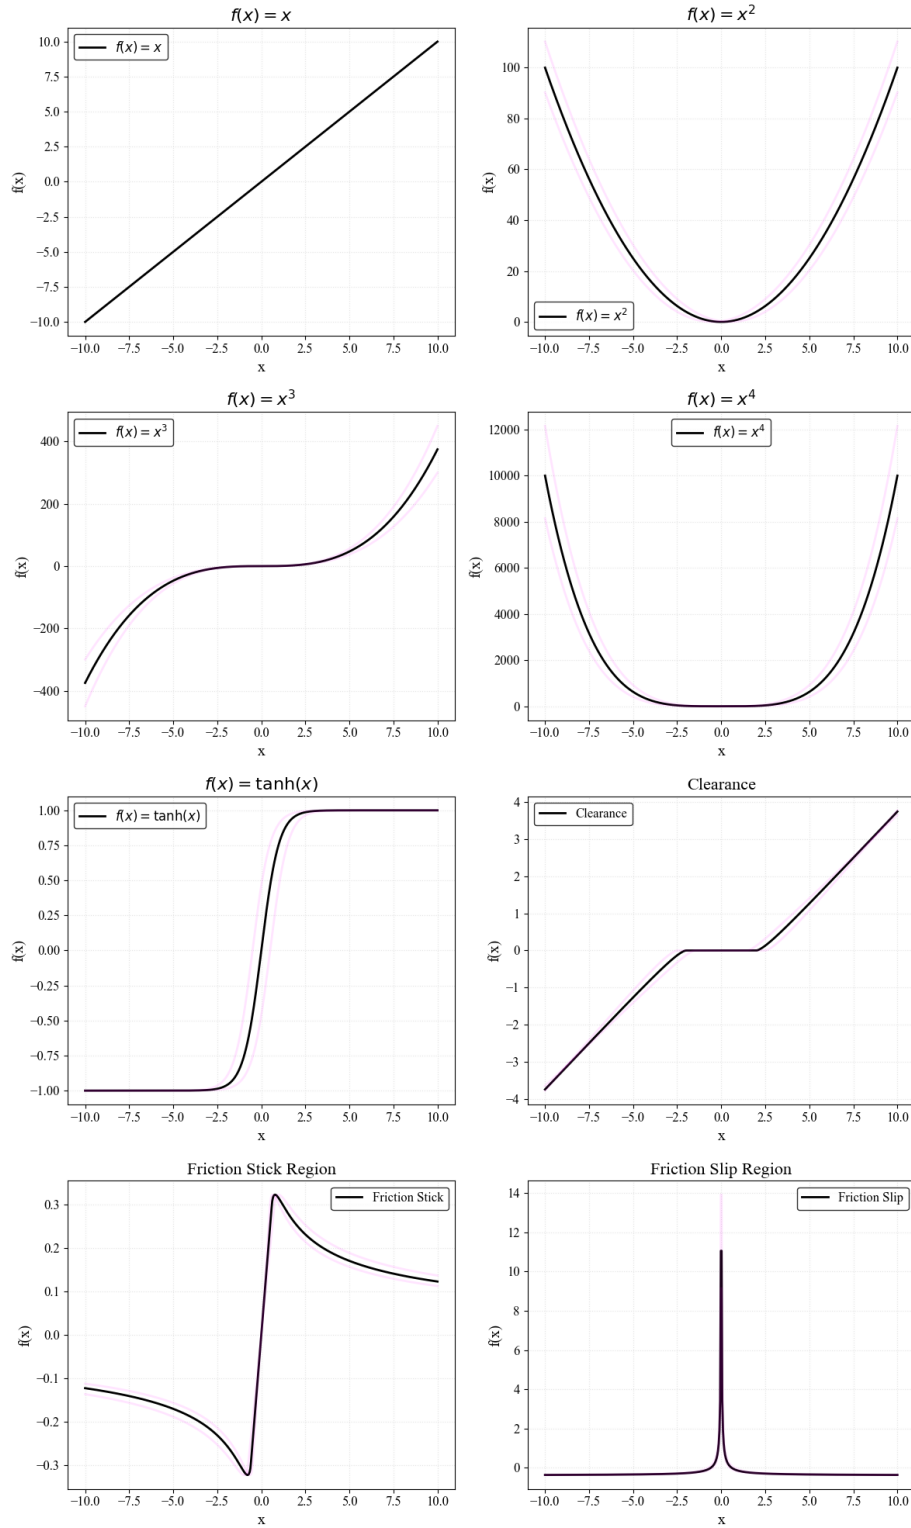 f(x) = x
f(x) = x
10.0
7.5
5.0
2.5
0.0
−2.5
−5.0
−7.5
−10.0
f(x)
−10.0 −7.5 −5.0 −2.5 0.0 2.5 5.0 7.5 10.0
x
f(x) = x²
100
80
60
40
20
0
f(x)
f(x) = x²
−10.0 −7.5 −5.0 −2.5 0.0 2.5 5.0 7.5 10.0
x
f(x) = x³
f(x) = x³
400
200
0
−200
−400
f(x)
−10.0 −7.5 −5.0 −2.5 0.0 2.5 5.0 7.5 10.0
x
f(x) = x⁴
f(x) = x⁴
12000
10000
8000
6000
4000
2000
0
f(x)
−10.0 −7.5 −5.0 −2.5 0.0 2.5 5.0 7.5 10.0
x
f(x) = tanh(x)
f(x) = tanh(x)
1.00
0.75
0.50
0.25
0.00
−0.25
−0.50
−0.75
−1.00
f(x)
−10.0 −7.5 −5.0 −2.5 0.0 2.5 5.0 7.5 10.0
x
Clearance
Clearance
4
3
2
1
0
−1
−2
−3
−4
f(x)
−10.0 −7.5 −5.0 −2.5 0.0 2.5 5.0 7.5 10.0
x
Friction Stick Region
Friction Stick
0.3
0.2
0.1
0.0
−0.1
−0.2
−0.3
f(x)
−10.0 −7.5 −5.0 −2.5 0.0 2.5 5.0 7.5 10.0
x
Friction Slip Region
Friction Slip
14
12
10
8
6
4
2
0
f(x)
−10.0 −7.5 −5.0 −2.5 0.0 2.5 5.0 7.5 10.0
x